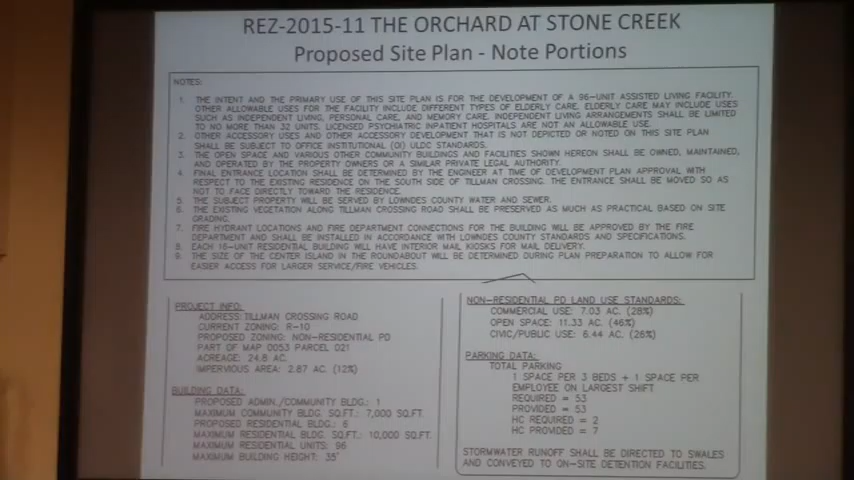 REZ-2015-11 THE ORCHARD AT STONE CREEK
Proposed Site Plan - Note Portions
NOTES:
1. THE INTENT AND THE PRIMARY USE OF THIS SITE PLAN IS FOR THE DEVELOPMENT OF A 96-UNIT ASSISTED LIVING FACILITY.
OTHER ALLOWABLE USES FOR THE FACILITY INCLUDE DIFFERENT TYPES OF ELDERLY CARE. ELDERLY CARE MAY INCLUDE USES
SUCH AS INDEPENDENT LIVING, PERSONAL CARE, AND MEMORY CARE. INDEPENDENT LIVING ARRANGEMENTS SHALL BE LIMITED
TO NO MORE THAN 32 UNITS. LICENSED PSYCHIATRIC INPATIENT HOSPITALS ARE NOT AN ALLOWABLE USE.
2. OTHER ACCESSORY USES AND OTHER ACCESSORY DEVELOPMENT THAT IS NOT DEPICTED OR NOTED ON THIS SITE PLAN
SHALL BE SUBJECT TO OFFICE INSTITUTIONAL (OI) ULDC STANDARDS.
3. THE OPEN SPACE AND VARIOUS OTHER COMMUNITY BUILDINGS AND FACILITIES SHOWN HEREON SHALL BE OWNED, MAINTAINED,
AND OPERATED BY THE PROPERTY OWNERS OR A SIMILAR PRIVATE LEGAL AUTHORITY.
4. FINAL ENTRANCE LOCATION SHALL BE DETERMINED BY THE ENGINEER AT TIME OF DEVELOPMENT PLAN APPROVAL WITH
RESPECT TO THE EXISTING RESIDENCE ON THE SOUTH SIDE OF TILLMAN CROSSING. THE ENTRANCE SHALL BE MOVED SO AS
NOT TO FACE DIRECTLY TOWARD THE RESIDENCE.
5. THE SUBJECT PROPERTY WILL BE SERVED BY LOWNDES COUNTY WATER AND SEWER.
6. THE EXISTING VEGETATION ALONG TILLMAN CROSSING ROAD SHALL BE PRESERVED AS MUCH AS PRACTICAL BASED ON SITE
GRADING.
7. FIRE HYDRANT LOCATIONS AND FIRE DEPARTMENT CONNECTIONS FOR THE BUILDING WILL BE APPROVED BY THE FIRE
DEPARTMENT AND SHALL BE INSTALLED IN ACCORDANCE WITH LOWNDES COUNTY STANDARDS AND SPECIFICATIONS.
8. EACH 16-UNIT RESIDENTIAL BUILDING WILL HAVE INTERIOR MAIL KIOSKS FOR MAIL DELIVERY.
9. THE SIZE OF THE CENTER ISLAND IN THE ROUNDABOUT WILL BE DETERMINED DURING PLAN PREPARATION TO ALLOW FOR
EASIER ACCESS FOR LARGER SERVICE/FIRE VEHICLES.
PROJECT INFO:
ADDRESS: TILLMAN CROSSING ROAD
CURRENT ZONING: R-10
PROPOSED ZONING: NON-RESIDENTIAL PD
PART OF MAP 0053 PARCEL 021
ACREAGE: 24.8 AC.
IMPERVIOUS AREA: 2.87 AC. (12%)
BUILDING DATA:
PROPOSED ADMIN./COMMUNITY BLDG.: 1
MAXIMUM COMMUNITY BLDG. SQ.FT.: 7,000 SQ.FT.
PROPOSED RESIDENTIAL BLDG.: 6
MAXIMUM RESIDENTIAL BLDG. SQ.FT.: 10,000 SQ.FT.
MAXIMUM RESIDENTIAL UNITS: 96
MAXIMUM BUILDING HEIGHT: 35'
NON-RESIDENTIAL PD LAND USE STANDARDS:
COMMERCIAL USE: 7.03 AC. (28%)
OPEN SPACE: 11.33 AC. (46%)
CIVIC/PUBLIC USE: 6.44 AC. (26%)
PARKING DATA:
TOTAL PARKING
1 SPACE PER 3 BEDS + 1 SPACE PER
EMPLOYEE ON LARGEST SHIFT
REQUIRED = 53
PROVIDED = 53
HC REQUIRED = 2
HC PROVIDED = 7
STORMWATER RUNOFF SHALL BE DIRECTED TO SWALES
AND CONVEYED TO ON-SITE DETENTION FACILITIES.